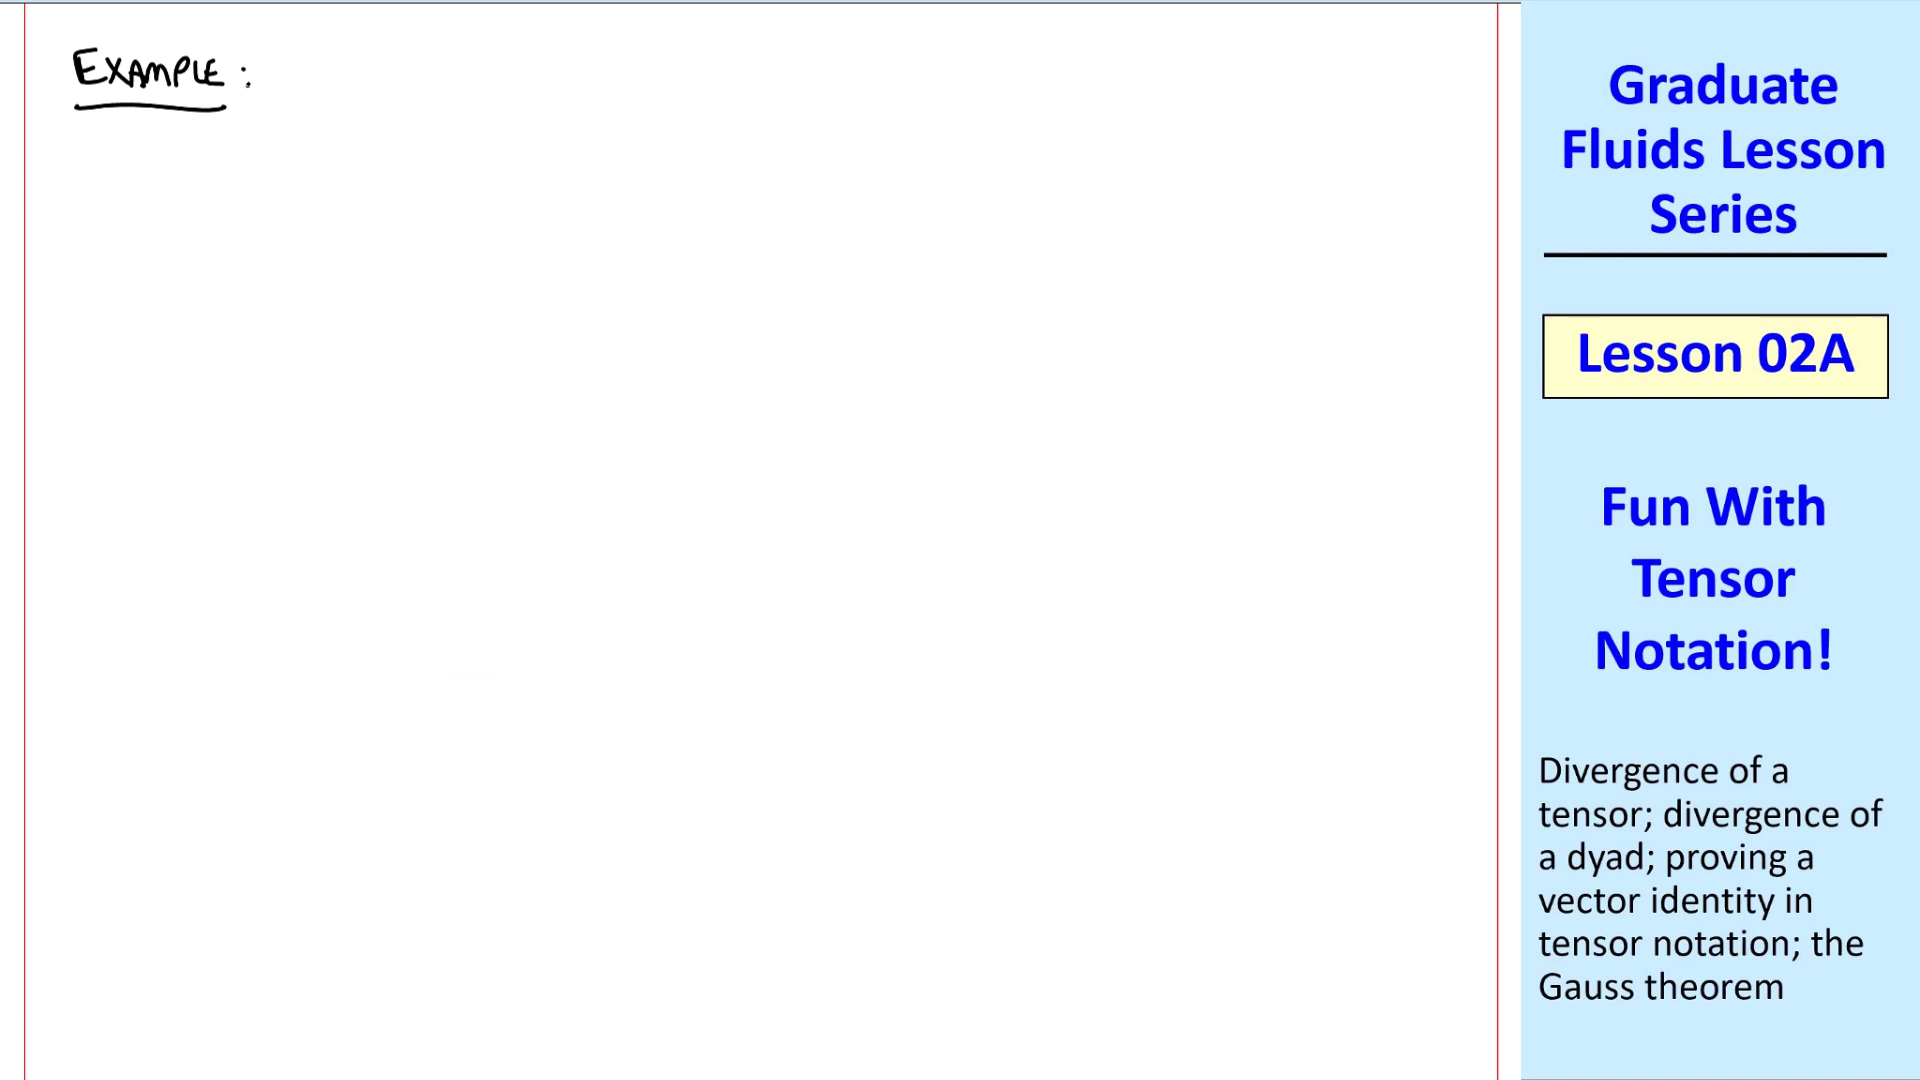 EXAMPLE:
Graduate
Fluids Lesson
Series
Lesson 02A
Fun With
Tensor
Notation!
Divergence of a
tensor; divergence of
a dyad; proving a
vector identity in
tensor notation; the
Gauss theorem